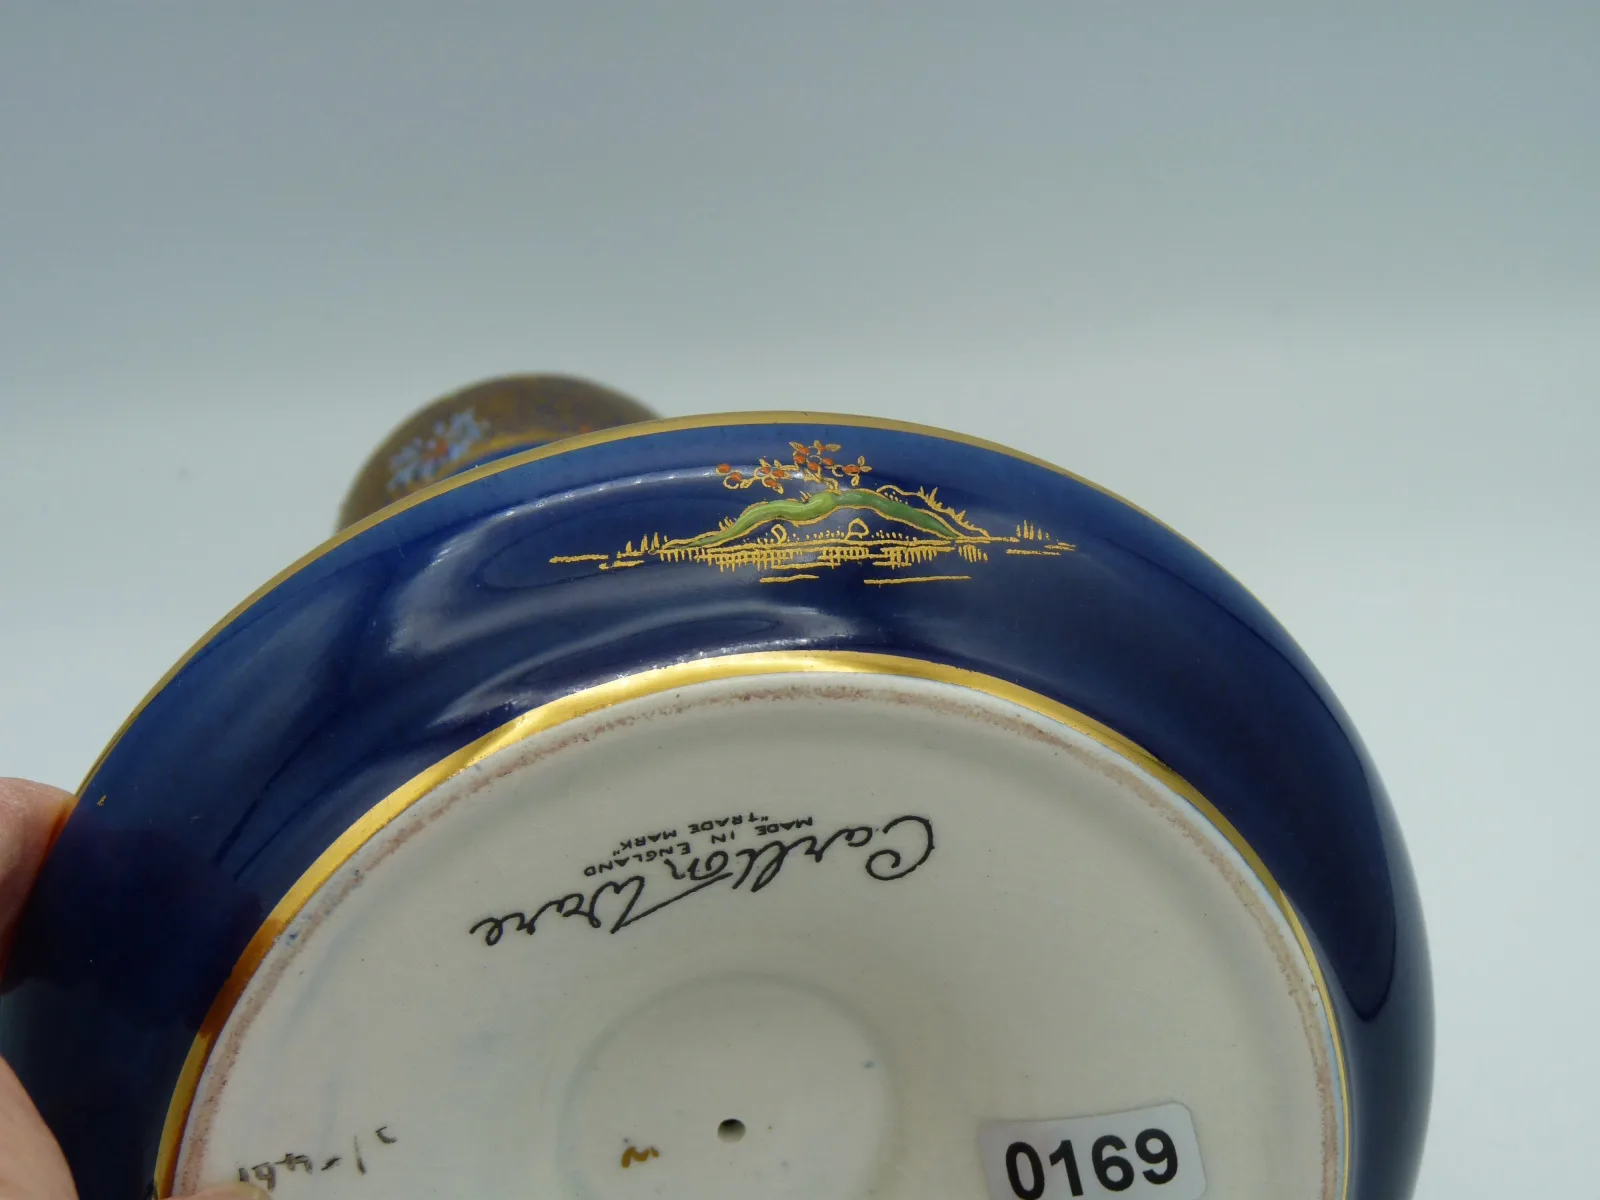 Carlton Ware
MADE IN ENGLAND
"TRADE MARK"
0169